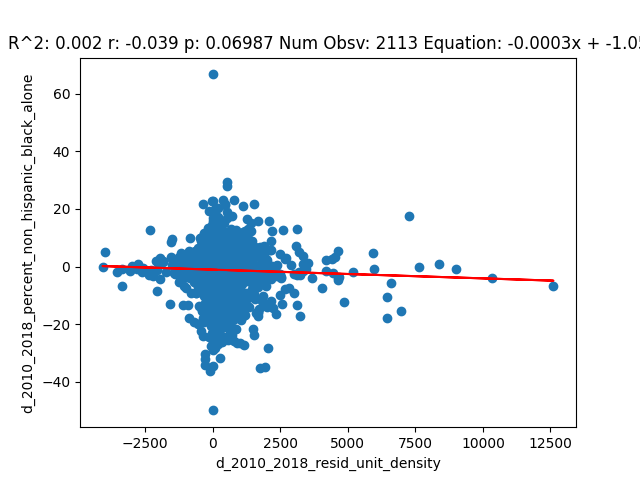 R^2: 0.002 r: -0.039 p: 0.06987 Num Obsv: 2113 Equation: -0.0003x + -1.05
d_2010_2018_percent_non_hispanic_black_alone
60
40
20
0
−20
−40
−2500 0 2500 5000 7500 10000 12500
d_2010_2018_resid_unit_density